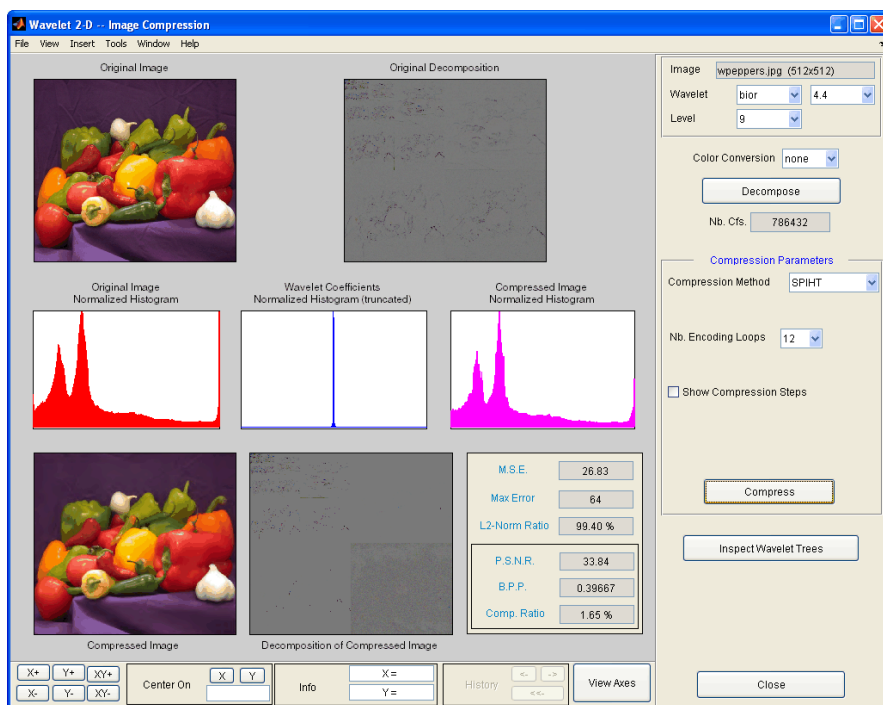 Wavelet 2-D -- Image Compression
File View Insert Tools Window Help
Original Image
Original Decomposition
Original Image
Normalized Histogram
Wavelet Coefficients
Normalized Histogram (truncated)
Compressed Image
Normalized Histogram
Compressed Image
Decomposition of Compressed Image
M.S.E. 26.83
Max Error 64
L2-Norm Ratio 99.40 %
P.S.N.R. 33.84
B.P.P. 0.39667
Comp. Ratio 1.65 %
Image wpeppers.jpg (512x512)
Wavelet bior 4.4
Level 9
Color Conversion none
Decompose
Nb. Cfs. 786432
Compression Parameters
Compression Method SPIHT
Nb. Encoding Loops 12
Show Compression Steps
Compress
Inspect Wavelet Trees
Close
X+ Y+ XY+
X- Y- XY-
Center On X Y
Info X =
Y =
History <- ->
<<-
View Axes